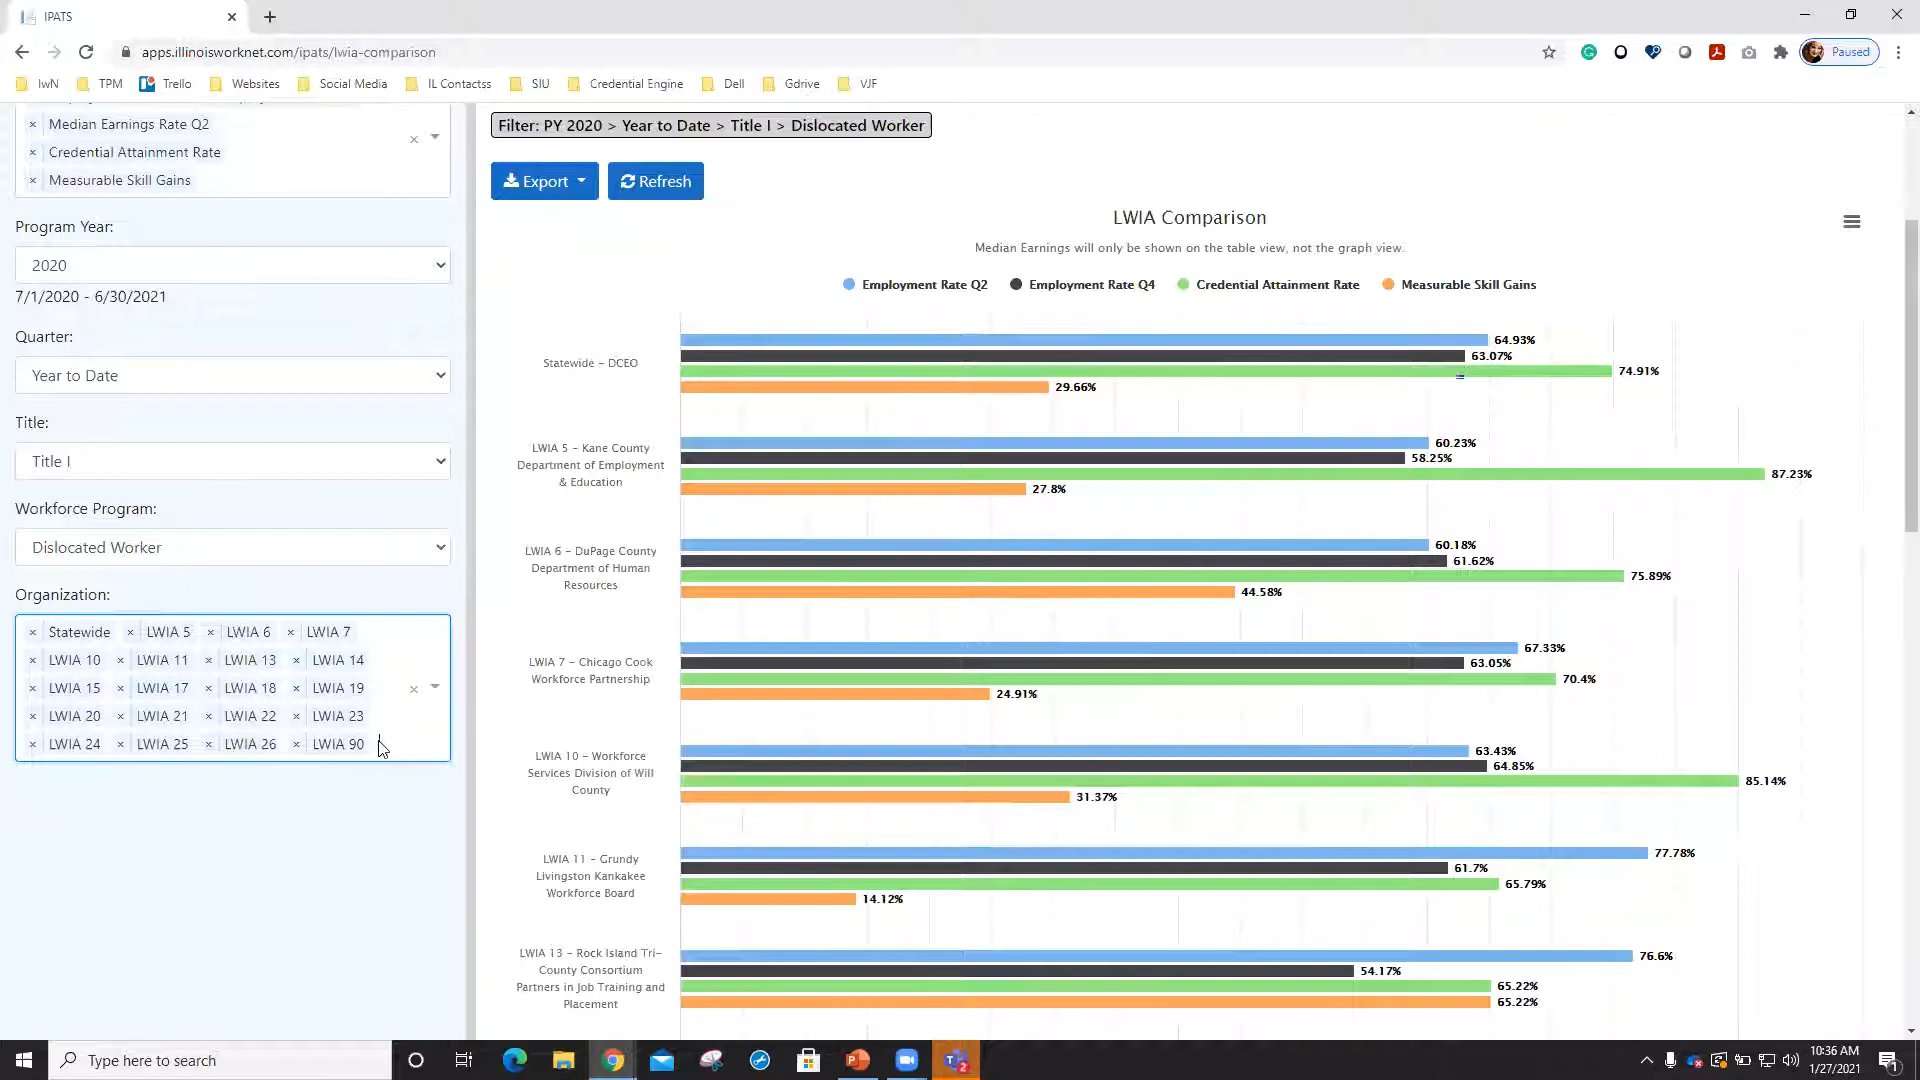 IPATS
apps.illinoisworknet.com/ipats/lwia-comparison
Paused
IwN TPM Trello Websites Social Media IL Contactss SIU Credential Engine Dell Gdrive VJF
× Median Earnings Rate Q2
× Credential Attainment Rate
× Measurable Skill Gains
Program Year:
2020
7/1/2020 - 6/30/2021
Quarter:
Year to Date
Title:
Title I
Workforce Program:
Dislocated Worker
Organization:
× Statewide × LWIA 5 × LWIA 6 × LWIA 7
× LWIA 10 × LWIA 11 × LWIA 13 × LWIA 14
× LWIA 15 × LWIA 17 × LWIA 18 × LWIA 19
× LWIA 20 × LWIA 21 × LWIA 22 × LWIA 23
× LWIA 24 × LWIA 25 × LWIA 26 × LWIA 90
Filter: PY 2020 > Year to Date > Title I > Dislocated Worker
Export Refresh
LWIA Comparison
Median Earnings will only be shown on the table view, not the graph view.
Employment Rate Q2 Employment Rate Q4 Credential Attainment Rate Measurable Skill Gains
Statewide - DCEO
64.93%
63.07%
74.91%
29.66%
LWIA 5 - Kane County
Department of Employment
& Education
60.23%
58.25%
87.23%
27.8%
LWIA 6 - DuPage County
Department of Human
Resources
60.18%
61.62%
75.89%
44.58%
LWIA 7 - Chicago Cook
Workforce Partnership
67.33%
63.05%
70.4%
24.91%
LWIA 10 - Workforce
Services Division of Will
County
63.43%
64.85%
85.14%
31.37%
LWIA 11 - Grundy
Livingston Kankakee
Workforce Board
77.78%
61.7%
65.79%
14.12%
LWIA 13 - Rock Island Tri-
County Consortium
Partners in Job Training and
Placement
76.6%
54.17%
65.22%
65.22%
Type here to search
10:36 AM
1/27/2021